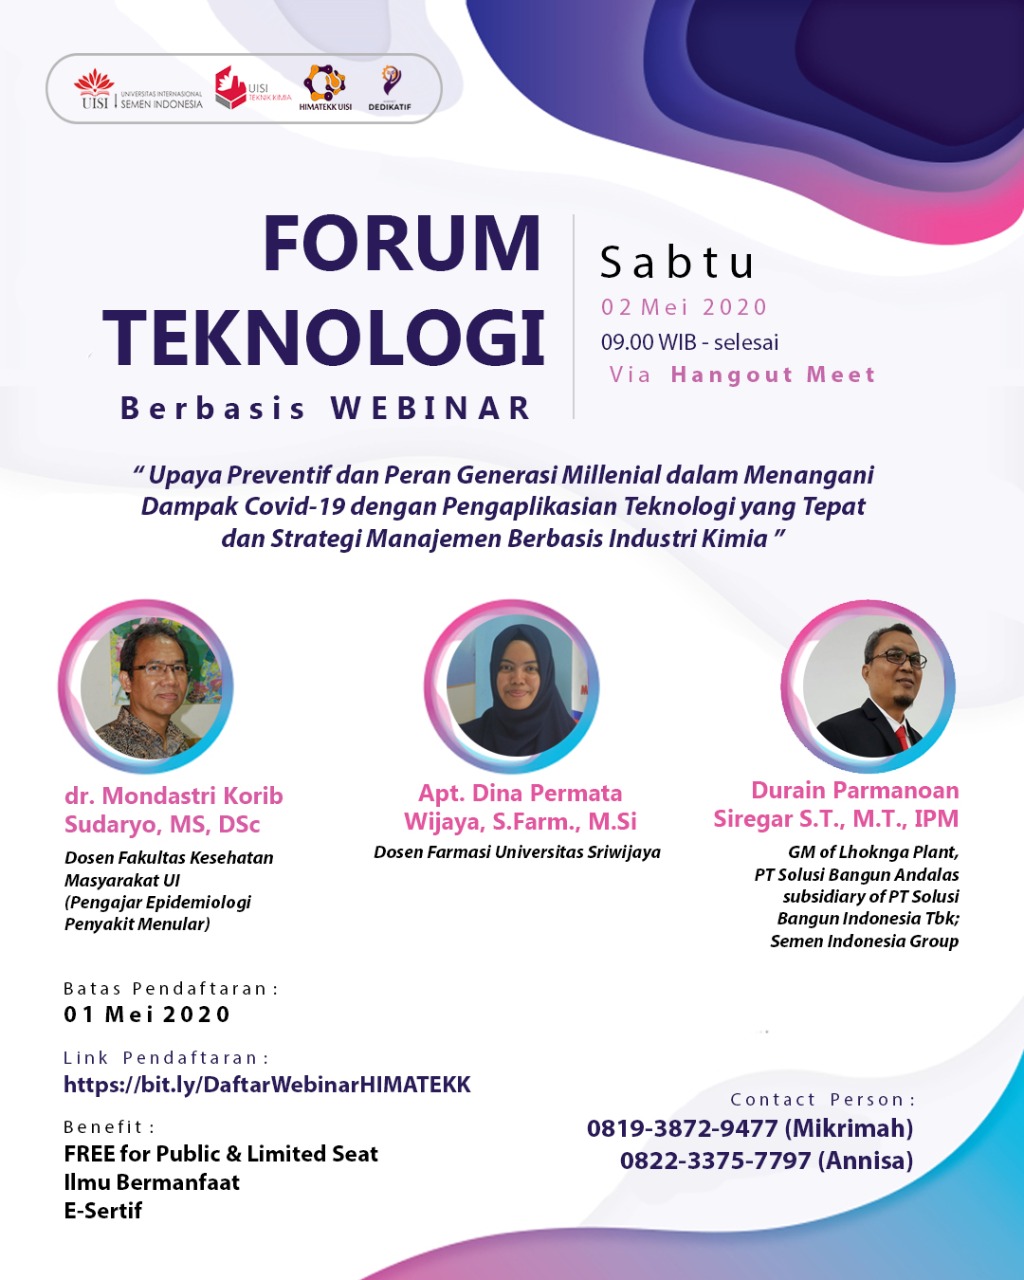 UISI
UNIVERSITAS INTERNASIONAL
SEMEN INDONESIA
UISI
TEKNIK KIMIA
HIMATEKK UISI
DEDIKATIF
FORUM
TEKNOLOGI
Berbasis WEBINAR
Sabtu
02 Mei 2020
09.00 WIB - selesai
Via Hangout Meet
“ Upaya Preventif dan Peran Generasi Millenial dalam Menangani
Dampak Covid-19 dengan Pengaplikasian Teknologi yang Tepat
dan Strategi Manajemen Berbasis Industri Kimia ”
dr. Mondastri Korib
Sudaryo, MS, DSc
Dosen Fakultas Kesehatan
Masyarakat UI
(Pengajar Epidemiologi
Penyakit Menular)
Apt. Dina Permata
Wijaya, S.Farm., M.Si
Dosen Farmasi Universitas Sriwijaya
Durain Parmanoan
Siregar S.T., M.T., IPM
GM of Lhoknga Plant,
PT Solusi Bangun Andalas
subsidiary of PT Solusi
Bangun Indonesia Tbk;
Semen Indonesia Group
Batas Pendaftaran :
01 Mei 2020
Link Pendaftaran :
https://bit.ly/DaftarWebinarHIMATEKK
Benefit :
FREE for Public & Limited Seat
Ilmu Bermanfaat
E-Sertif
Contact Person :
0819-3872-9477 (Mikrimah)
0822-3375-7797 (Annisa)